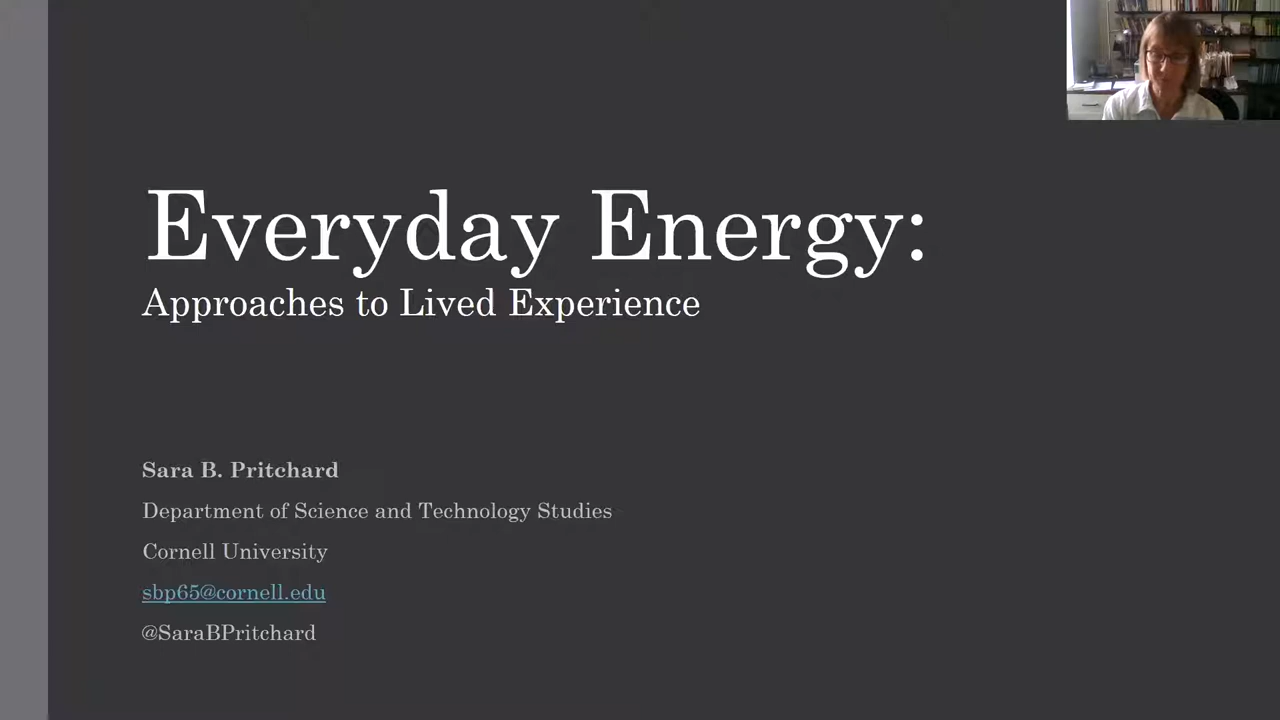 Everyday Energy:
Approaches to Lived Experience
Sara B. Pritchard
Department of Science and Technology Studies
Cornell University
sbp65@cornell.edu
@SaraBPritchard